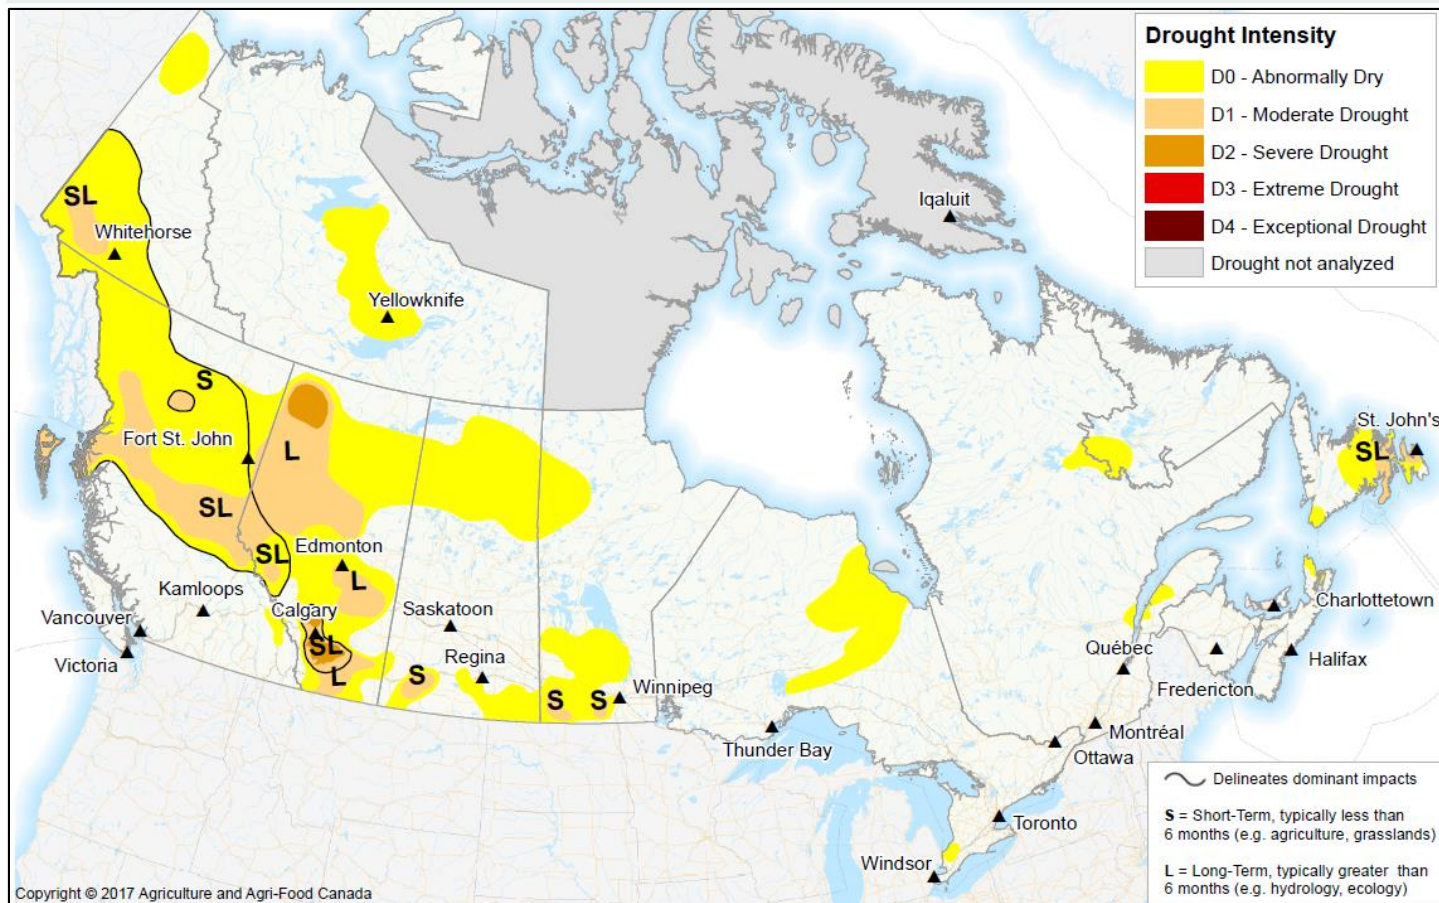 Drought Intensity
D0 - Abnormally Dry
D1 - Moderate Drought
D2 - Severe Drought
D3 - Extreme Drought
D4 - Exceptional Drought
Drought not analyzed
Iqaluit
SL
Whitehorse
Yellowknife
S
Fort St. John
L
St. John's
SL
SL
SL
Edmonton
L
Kamloops
Calgary
Saskatoon
Vancouver
Charlottetown
SL
Victoria
Regina
Québec
Halifax
L
S
S
S
Winnipeg
Fredericton
Thunder Bay
Montréal
Ottawa
Toronto
Windsor
Delineates dominant impacts
S = Short-Term, typically less than
6 months (e.g. agriculture, grasslands)
L = Long-Term, typically greater than
6 months (e.g. hydrology, ecology)
Copyright © 2017 Agriculture and Agri-Food Canada